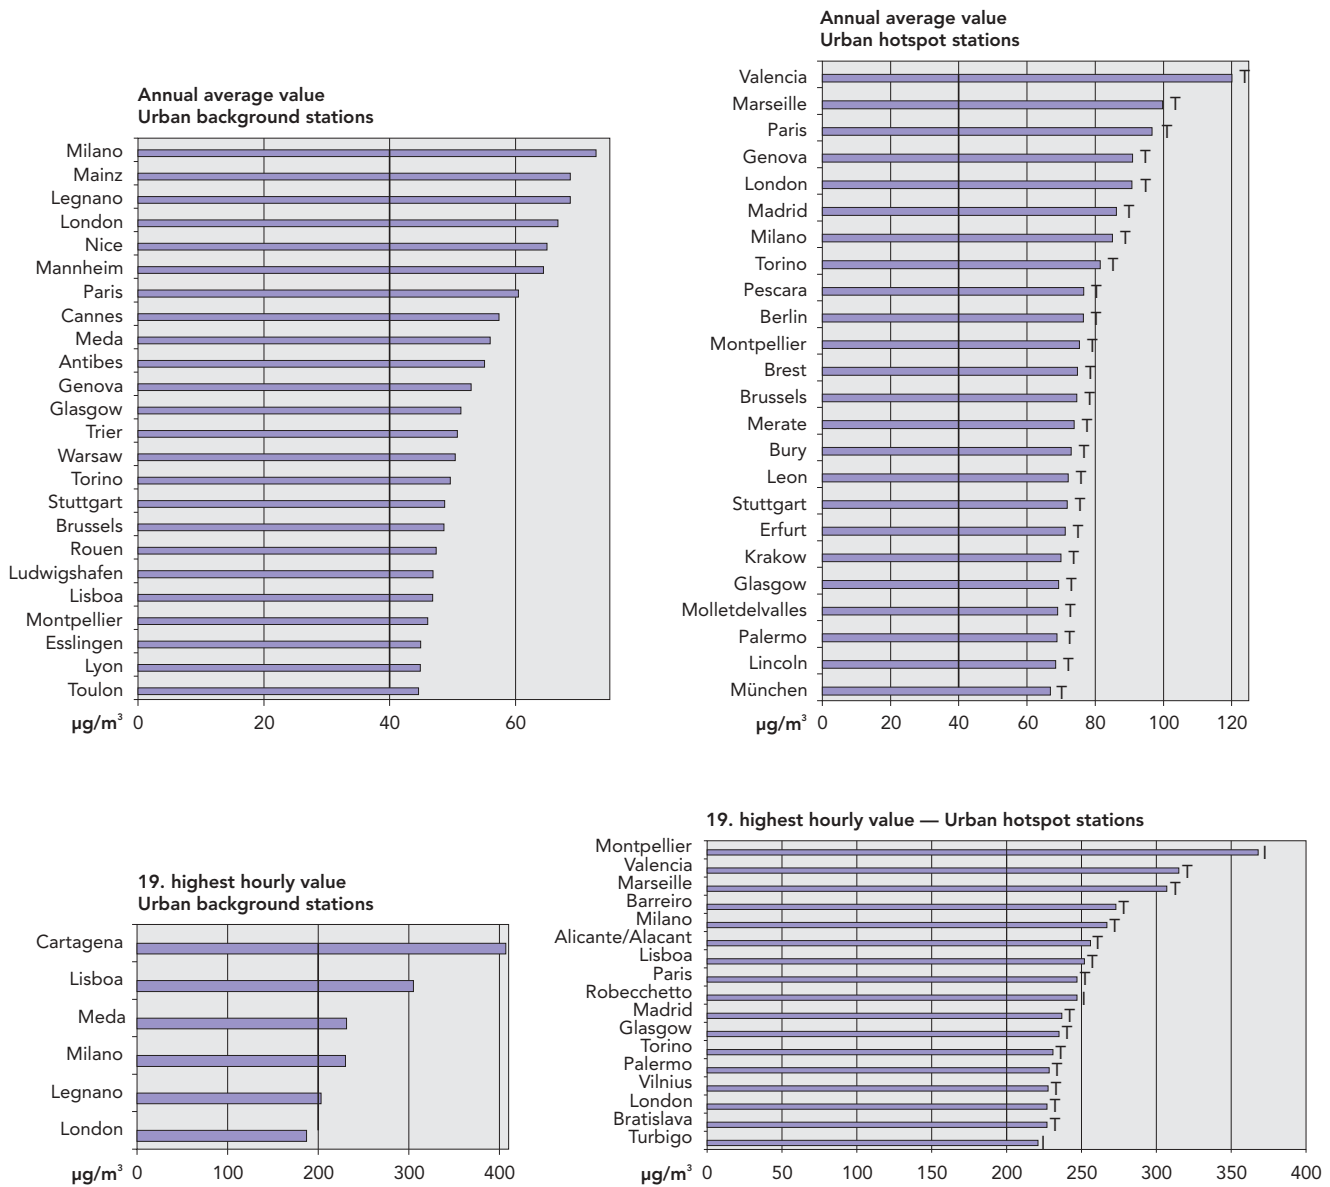 Annual average value
Urban background stations
Milano
Mainz
Legnano
London
Nice
Mannheim
Paris
Cannes
Meda
Antibes
Genova
Glasgow
Trier
Warsaw
Torino
Stuttgart
Brussels
Rouen
Ludwigshafen
Lisboa
Montpellier
Esslingen
Lyon
Toulon
µg/m³ 0 20 40 60
Annual average value
Urban hotspot stations
Valencia T
Marseille T
Paris T
Genova T
London T
Madrid T
Milano T
Torino T
Pescara T
Berlin T
Montpellier T
Brest T
Brussels T
Merate T
Bury T
Leon T
Stuttgart T
Erfurt T
Krakow T
Glasgow T
Molletdelvalles T
Palermo T
Lincoln T
München T
µg/m³ 0 20 40 60 80 100 120
19. highest hourly value
Urban background stations
Cartagena
Lisboa
Meda
Milano
Legnano
London
µg/m³ 0 100 200 300 400
19. highest hourly value — Urban hotspot stations
Montpellier I
Valencia T
Marseille T
Barreiro T
Milano T
Alicante/Alacant T
Lisboa T
Paris T
Robecchetto I
Madrid T
Glasgow T
Torino T
Palermo T
Vilnius T
London T
Bratislava T
Turbigo I
µg/m³ 0 50 100 150 200 250 300 350 400